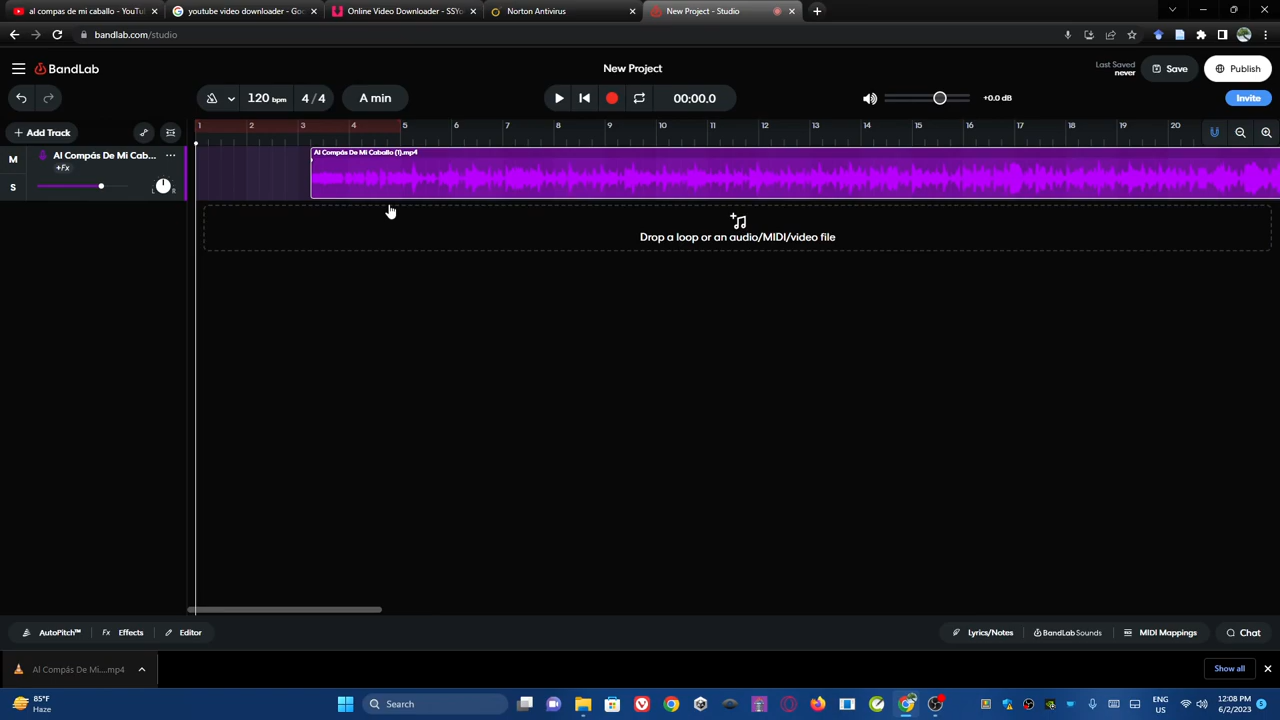 al compas de mi caballo - YouTu
youtube video downloader - Goo
Online Video Downloader - SSYo
Norton Antivirus
New Project - Studio
bandlab.com/studio
BandLab
New Project
Last Saved
never
Save
Publish
120 bpm
4 / 4
A min
00:00.0
+0.0 dB
Invite
Add Track
1 2 3 4 5 6 7 8 9 10 11 12 13 14 15 16 17 18 19 20
M
Al Compás De Mi Cab...
+Fx
S
L R
Al Compás De Mi Caballo (1).mp4
Drop a loop or an audio/MIDI/video file
AutoPitch™
Fx Effects
Editor
Lyrics/Notes
BandLab Sounds
MIDI Mappings
Chat
Al Compás De Mi....mp4
Show all
85°F
Haze
Search
ENG
US
12:08 PM
6/2/2023